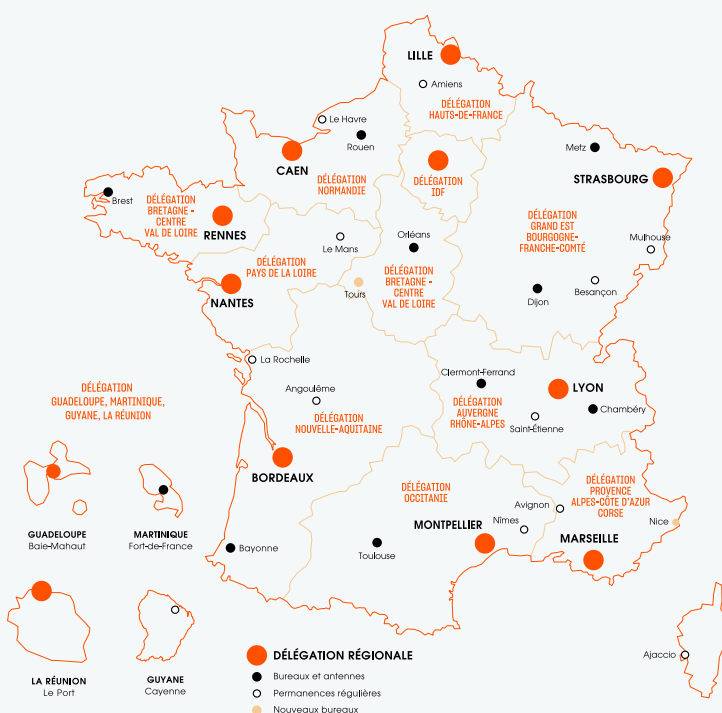 LILLE
Amiens
DÉLÉGATION
HAUTS-DE-FRANCE
Le Havre
Rouen
CAEN
DÉLÉGATION
NORMANDIE
DÉLÉGATION
IDF
Metz
STRASBOURG
DÉLÉGATION
GRAND EST
BOURGOGNE-
FRANCHE-COMTÉ
Mulhouse
Besançon
Dijon
Brest
DÉLÉGATION
BRETAGNE -
CENTRE
VAL DE LOIRE
RENNES
Le Mans
DÉLÉGATION
PAYS DE LA LOIRE
NANTES
Orléans
DÉLÉGATION
BRETAGNE -
CENTRE
VAL DE LOIRE
Tours
La Rochelle
Angoulême
DÉLÉGATION
NOUVELLE-AQUITAINE
BORDEAUX
Bayonne
Clermont-Ferrand
LYON
DÉLÉGATION
AUVERGNE
RHÔNE-ALPES
Chambéry
Saint-Étienne
DÉLÉGATION
OCCITANIE
Toulouse
MONTPELLIER
Nîmes
Avignon
DÉLÉGATION
PROVENCE
ALPES-CÔTE D'AZUR
CORSE
Nice
MARSEILLE
Ajaccio
DÉLÉGATION
GUADELOUPE, MARTINIQUE,
GUYANE, LA RÉUNION
GUADELOUPE
Baie-Mahaut
MARTINIQUE
Fort-de-France
LA RÉUNION
Le Port
GUYANE
Cayenne
DÉLÉGATION RÉGIONALE
Bureaux et antennes
Permanences régulières
Nouveaux bureaux